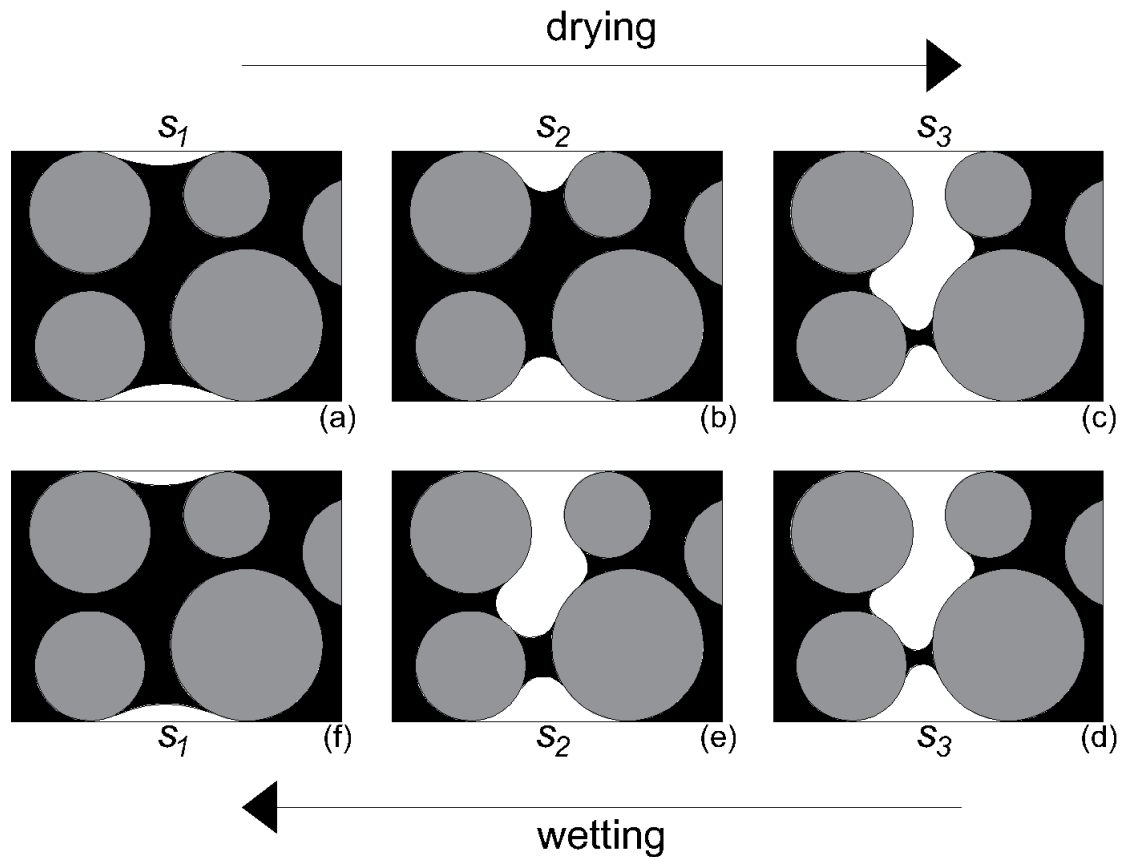 drying
s1 s2 s3
(a) (b) (c)
(f) (e) (d)
s1 s2 s3
wetting